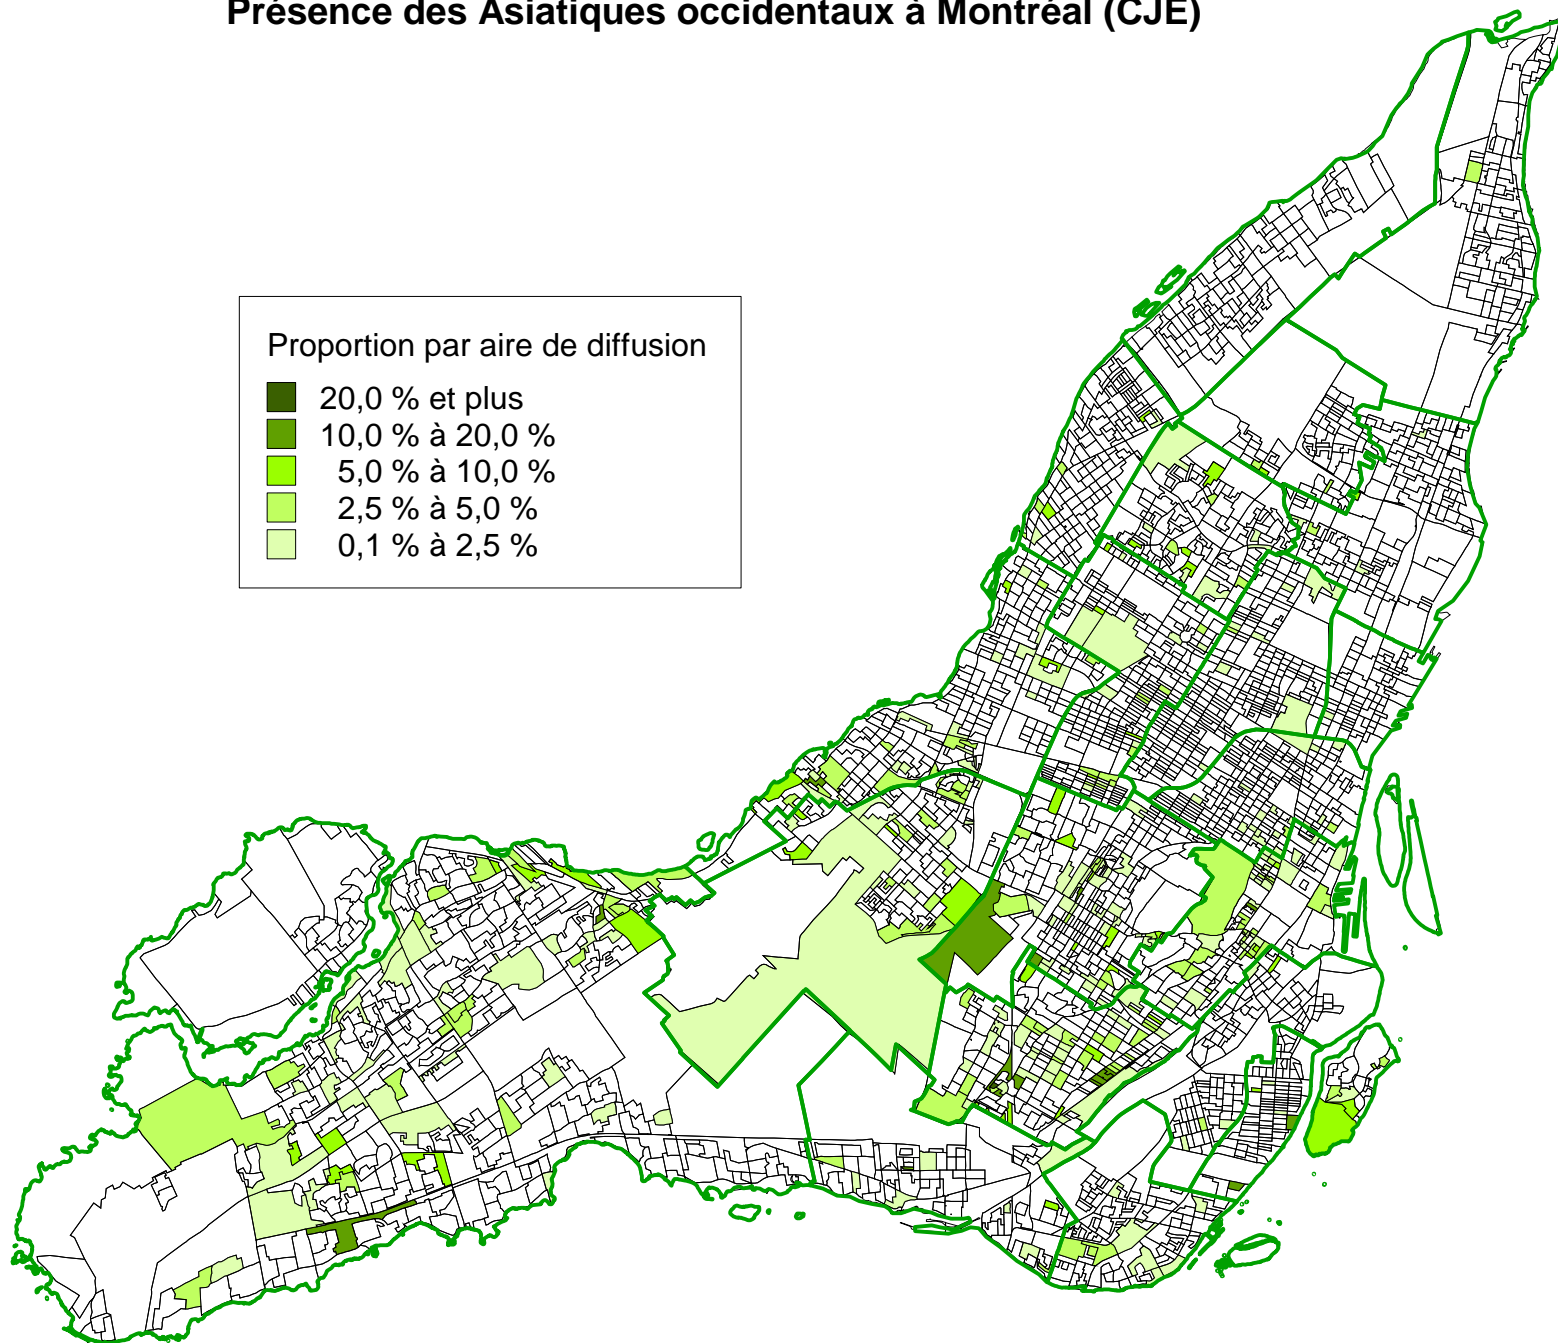 Présence des Asiatiques occidentaux à Montréal (CJE)
Proportion par aire de diffusion
20,0 % et plus
10,0 % à 20,0 %
5,0 % à 10,0 %
2,5 % à 5,0 %
0,1 % à 2,5 %